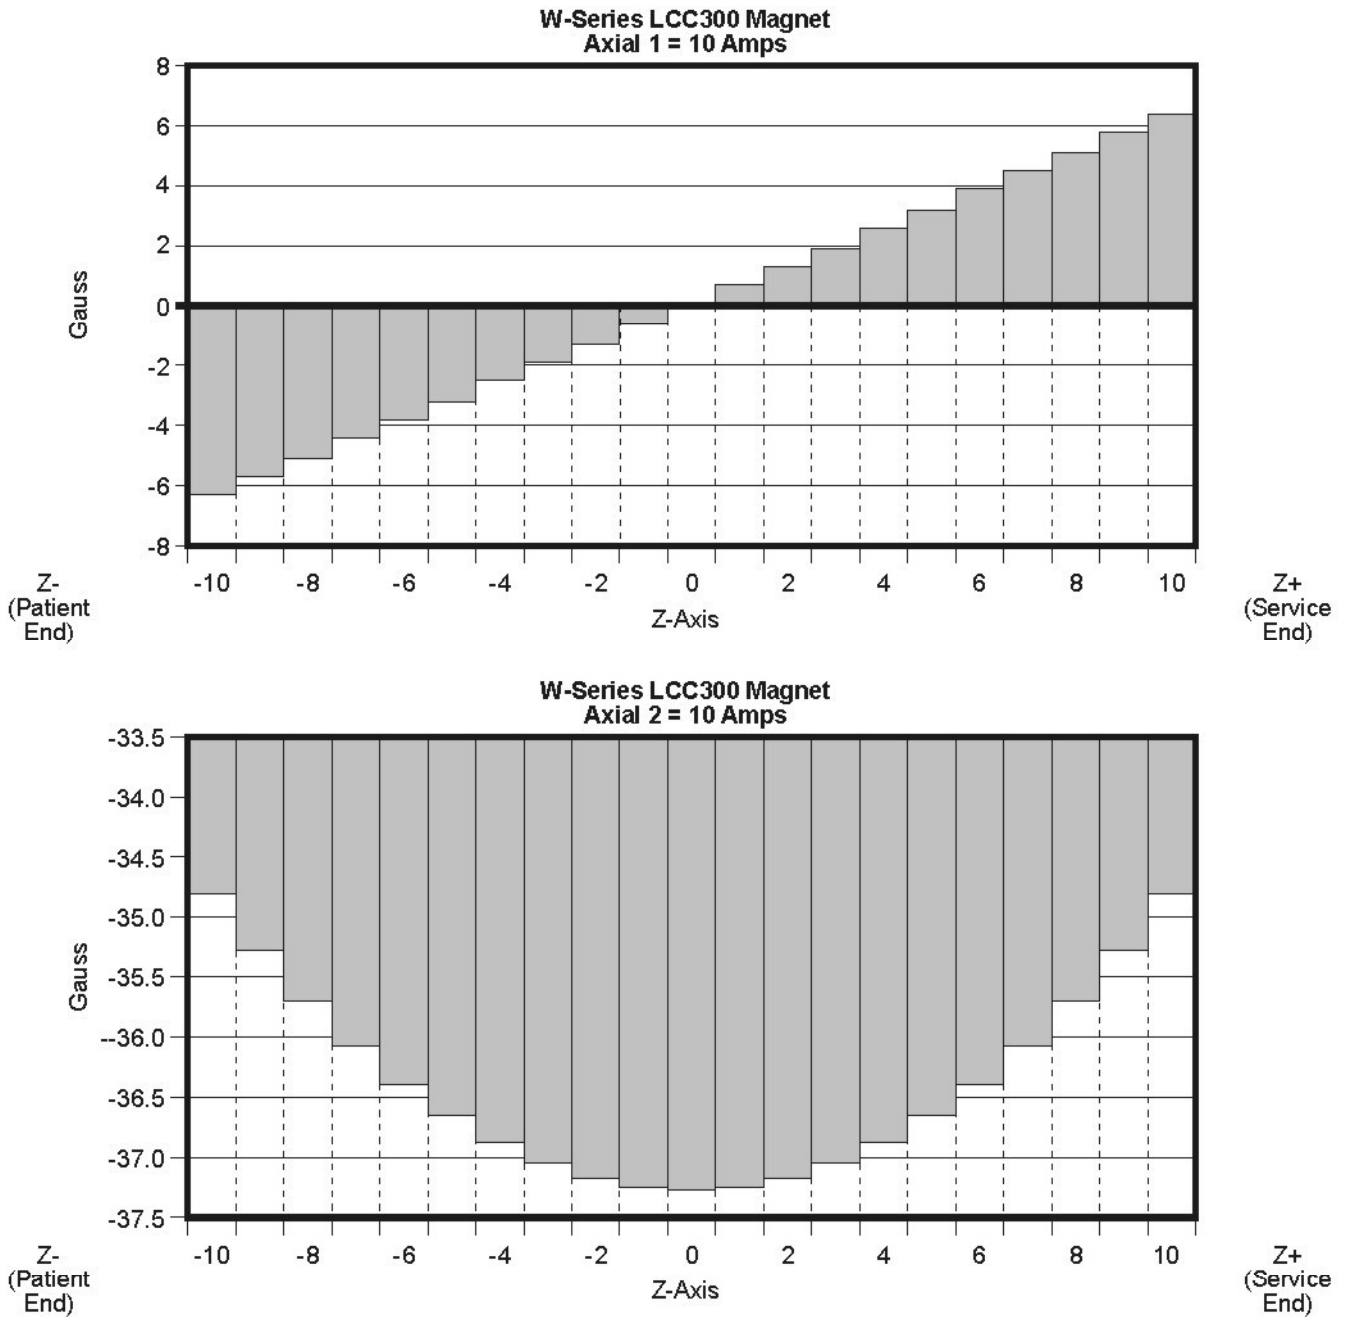 W-Series LCC300 Magnet
Axial 1 = 10 Amps
8
6
4
2
0
-2
-4
-6
-8
Gauss
-10 -8 -6 -4 -2 0 2 4 6 8 10
Z-Axis
Z-
(Patient
End)
Z+
(Service
End)
W-Series LCC300 Magnet
Axial 2 = 10 Amps
-33.5
-34.0
-34.5
-35.0
-35.5
--36.0
-36.5
-37.0
-37.5
Gauss
-10 -8 -6 -4 -2 0 2 4 6 8 10
Z-Axis
Z-
(Patient
End)
Z+
(Service
End)